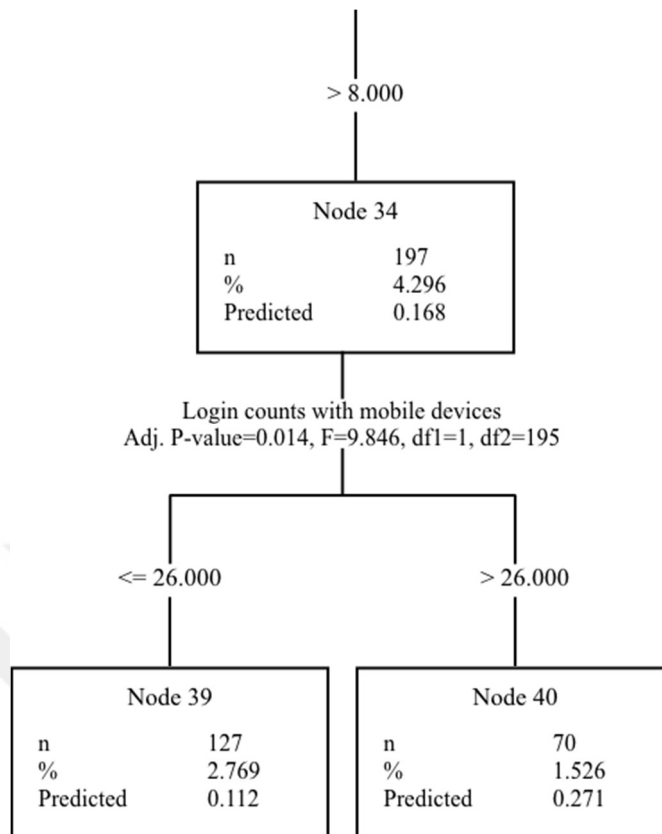 > 8.000
Node 34
n 197
% 4.296
Predicted 0.168
Login counts with mobile devices
Adj. P-value=0.014, F=9.846, df1=1, df2=195
<= 26.000
> 26.000
Node 39
n 127
% 2.769
Predicted 0.112
Node 40
n 70
% 1.526
Predicted 0.271